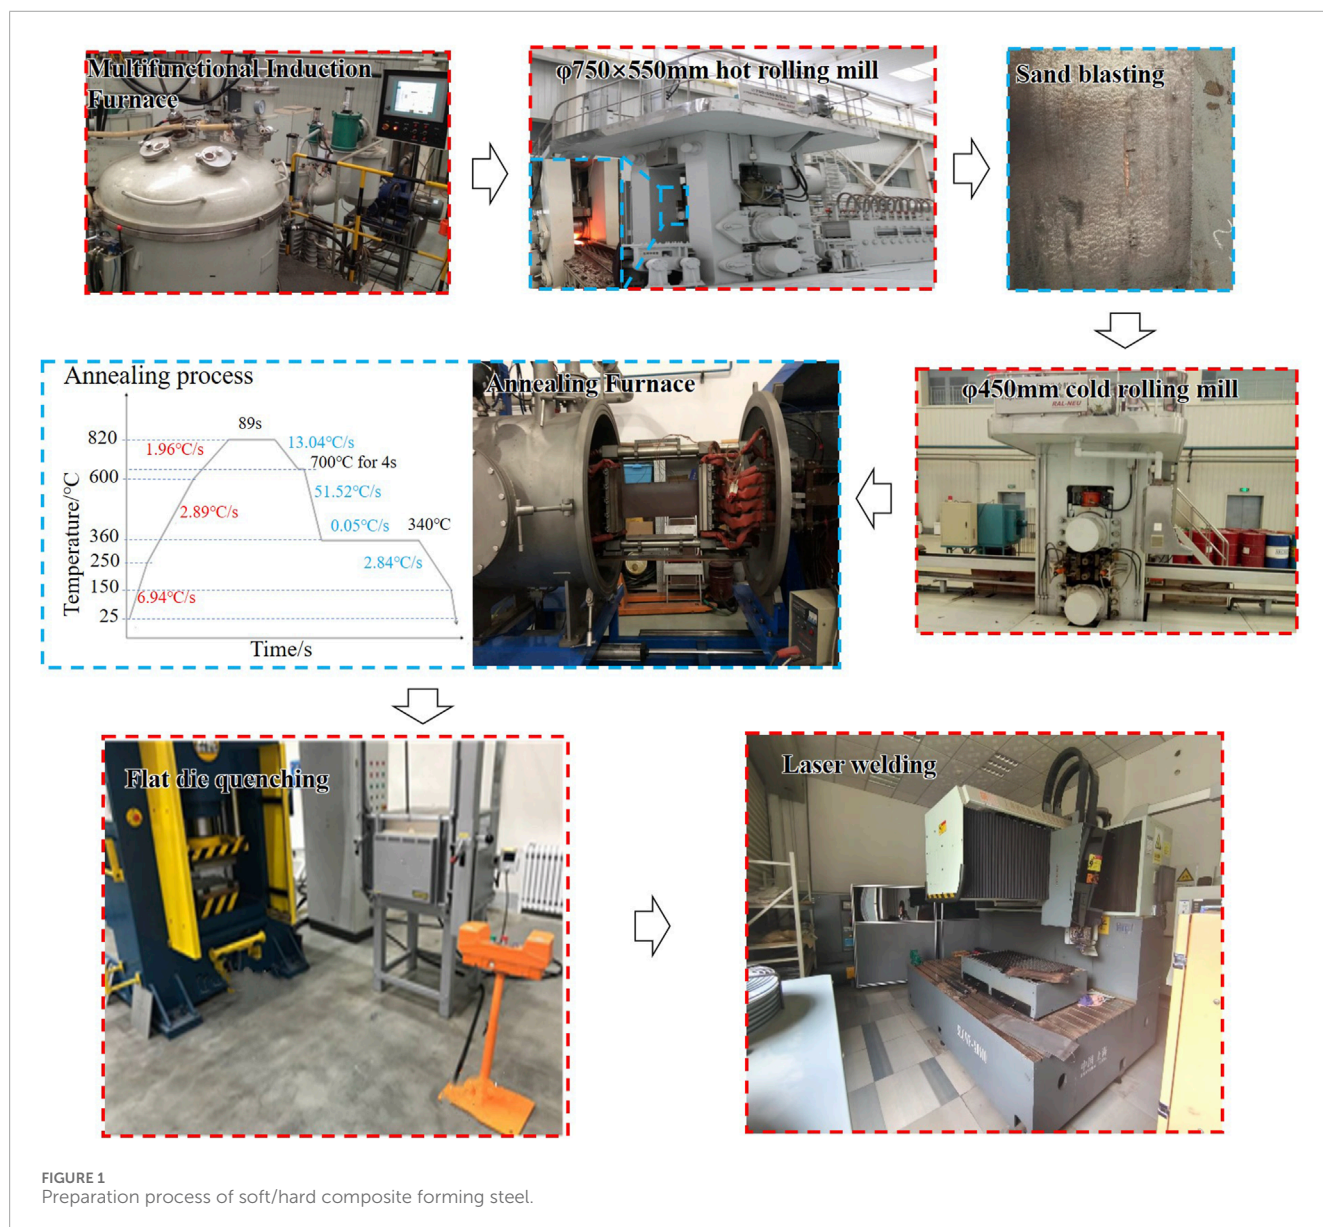 Multifunctional Induction
Furnace
φ750×550mm hot rolling mill
Sand blasting
Annealing process
Temperature/°C
820
600
360
250
150
25
89s
1.96°C/s
13.04°C/s
700°C for 4s
2.89°C/s
51.52°C/s
0.05°C/s
340°C
2.84°C/s
6.94°C/s
Time/s
Annealing Furnace
φ450mm cold rolling mill
RAL-NEU
Flat die quenching
Laser welding
FIGURE 1
Preparation process of soft/hard composite forming steel.